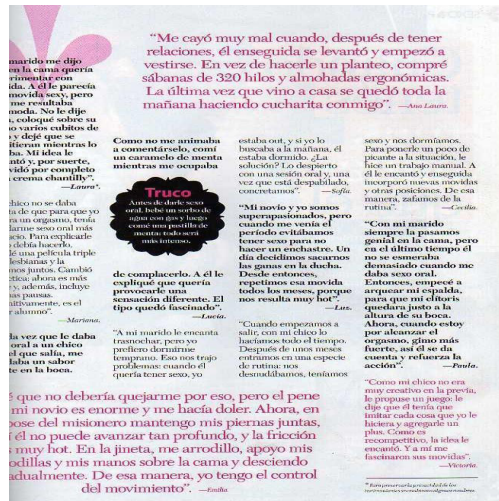 "Me cayó muy mal cuando, después de tener
relaciones, él enseguida se levantó y empezó a
vestirse. En vez de hacerle un planteo, compré
sábanas de 320 hilos y almohadas ergonómicas.
La última vez que vino a casa se quedó toda la
mañana haciendo cucharita conmigo". —Ana Laura.
marido me dijo
en la cama quería
rimentar con
ida. A él le parecía
movida sexy, pero
me resultaba
moda. No le dije
, coloqué sobre su
o varios cubitos de
y dejé que se
itieran mientras lo
ba. Mi idea le
ntó y, por suerte,
vidó por completo
crema chantilly".
—Laura*.
chico no se daba
ta de que para que yo
a un orgasmo, tenía
darme sexo oral más
cio. Para explicarle
o debía hacerlo,
lé una película triple
lesbianas y la
mos juntos. Cambió
ctica: ahora es más
y, además, incluye
as pausas.
itivamente, es el
r alumno".
—Mariana.
la vez que le daba
oral a un chico
el que salía, me
laba un sabor
te en la boca.
Como no me animaba
a comentárselo, comí
un caramelo de menta
mientras me ocupaba
Truco
Antes de darle sexo
oral, bebé un sorbo de
agua con gas y luego
comé una pastilla de
menta: todo será
más intenso.
de complacerlo. A él le
expliqué que quería
provocarle una
sensación diferente. El
tipo quedó fascinado".
—Lucía.
"A mi marido le encanta
trasnochar, pero yo
prefiero dormirme
temprano. Eso nos trajo
problemas: cuando él
quería tener sexo, yo
estaba out, y si yo lo
buscaba a la mañana, él
estaba dormido. ¿La
solución? Lo despierto
con una sesión oral y, una
vez que está despabilado,
concretamos". —Sofía.
"Mi novio y yo somos
superapasionados, pero
cuando me venía el
período evitábamos
tener sexo para no
hacer un enchastre. Un
día decidimos sacarnos
las ganas en la ducha.
Desde entonces,
repetimos esa movida
todos los meses, porque
nos resulta muy hot".
—Luz.
"Cuando empezamos a
salir, con mi chico lo
hacíamos todo el tiempo.
Después de unos meses
entramos en una especie
de rutina: nos
desnudábamos, teníamos
sexo y nos dormíamos.
Para ponerle un poco de
picante a la situación, le
hice un trabajo manual. A
él le encantó y enseguida
incorporó nuevas movidas
y otras posiciones. De esa
manera, zafamos de la
rutina". —Cecilia.
"Con mi marido
siempre la pasamos
genial en la cama, pero
en el último tiempo él
no se esmeraba
demasiado cuando me
daba sexo oral.
Entonces, empecé a
arquear mi espalda,
para que mi clítoris
quedara justo a la
altura de su boca.
Ahora, cuando estoy
por alcanzar el
orgasmo, gimo más
fuerte, así él se da
cuenta y refuerza la
acción". —Paula.
"Como mi chico no era
muy creativo en la previa,
le propuse un juego: le
dije que él tenía que
imitar cada cosa que yo le
hiciera y agregarle un
plus. Como es
recompetitivo, la idea le
encantó. Y a mí me
fascinaron sus movidas".
—Victoria.
é que no debería quejarme por eso, pero el pene
mi novio es enorme y me hacía doler. Ahora, en
pose del misionero mantengo mis piernas juntas,
í él no puede avanzar tan profundo, y la fricción
muy hot. En la jineta, me arrodillo, apoyo mis
odillas y mis manos sobre la cama y desciendo
adualmente. De esa manera, yo tengo el control
del movimiento". —Emilia